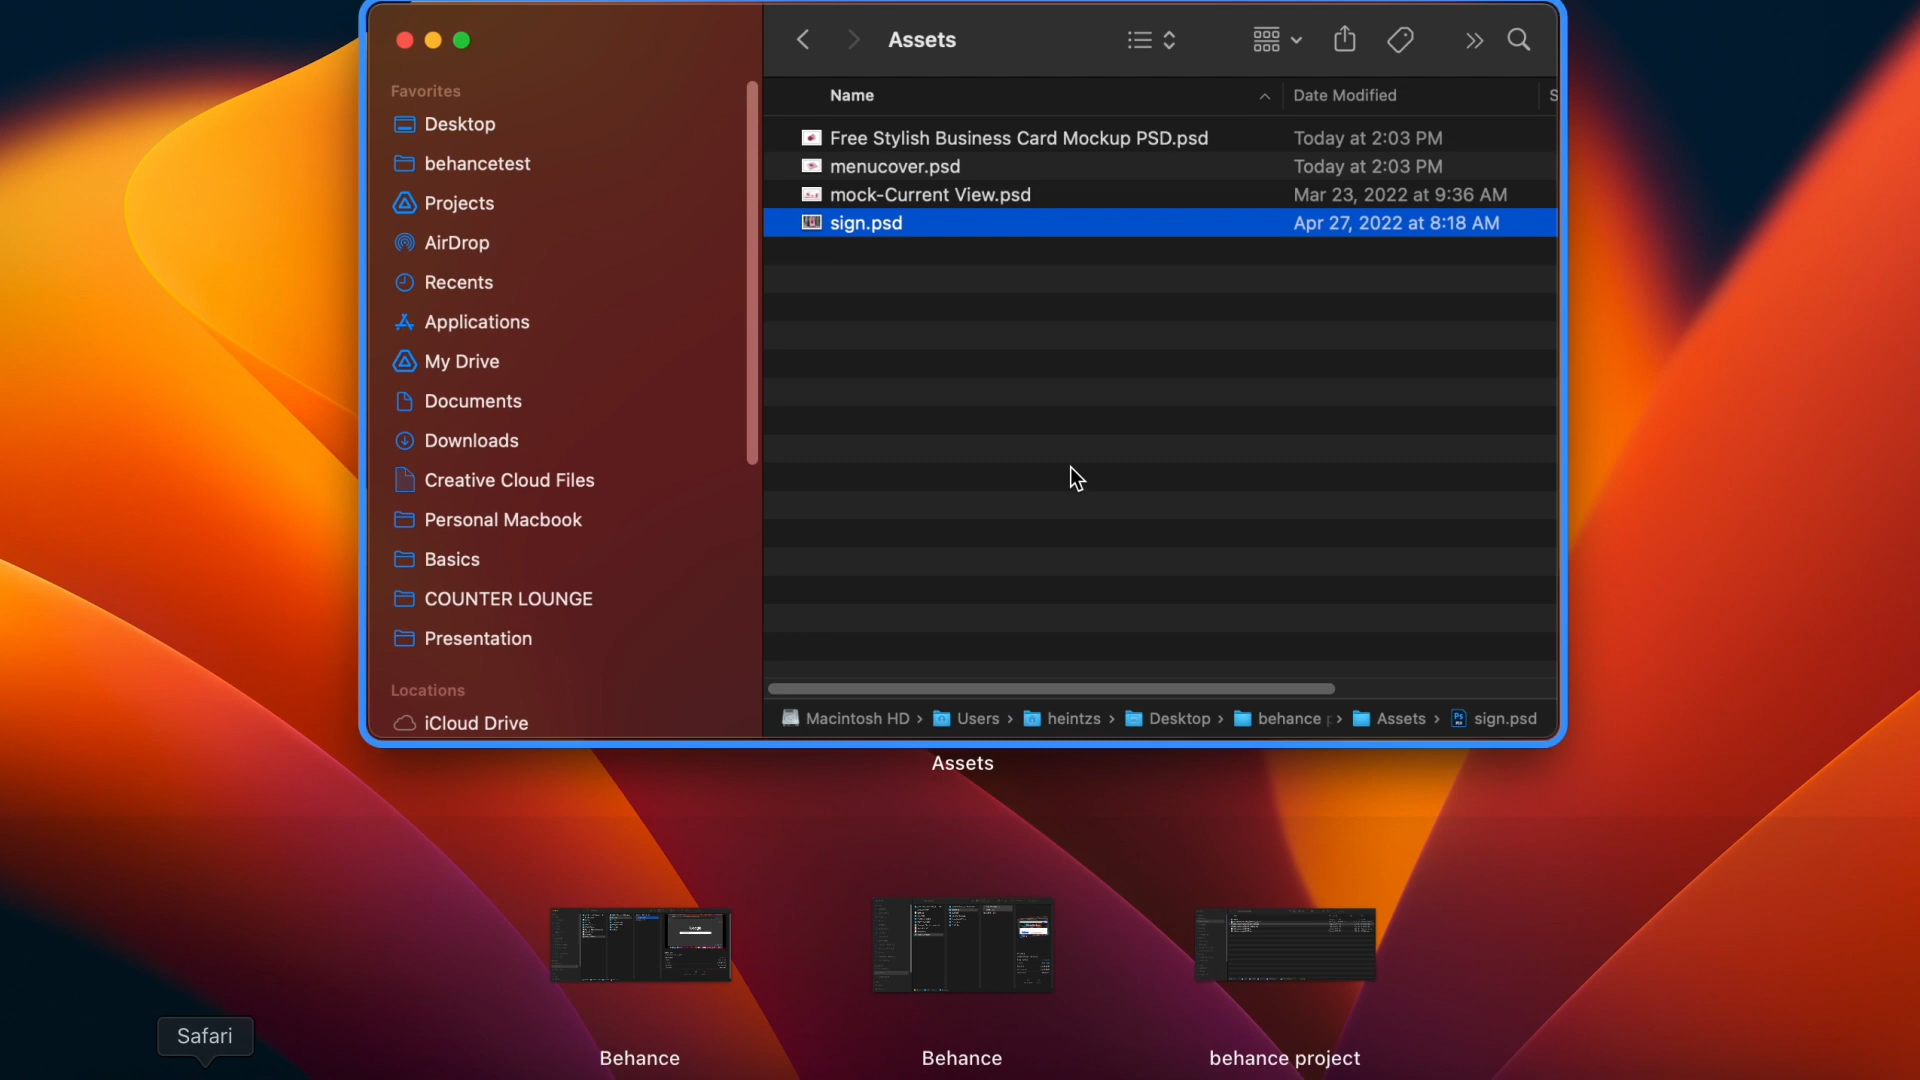 Assets
Favorites
Desktop
behancetest
Projects
AirDrop
Recents
Applications
My Drive
Documents
Downloads
Creative Cloud Files
Personal Macbook
Basics
COUNTER LOUNGE
Presentation
Locations
iCloud Drive
Name Date Modified S
Free Stylish Business Card Mockup PSD.psd Today at 2:03 PM
menucover.psd Today at 2:03 PM
mock-Current View.psd Mar 23, 2022 at 9:36 AM
sign.psd Apr 27, 2022 at 8:18 AM
Macintosh HD › Users › heintzs › Desktop › behance p › Assets › sign.psd
Assets
Safari
Behance Behance behance project